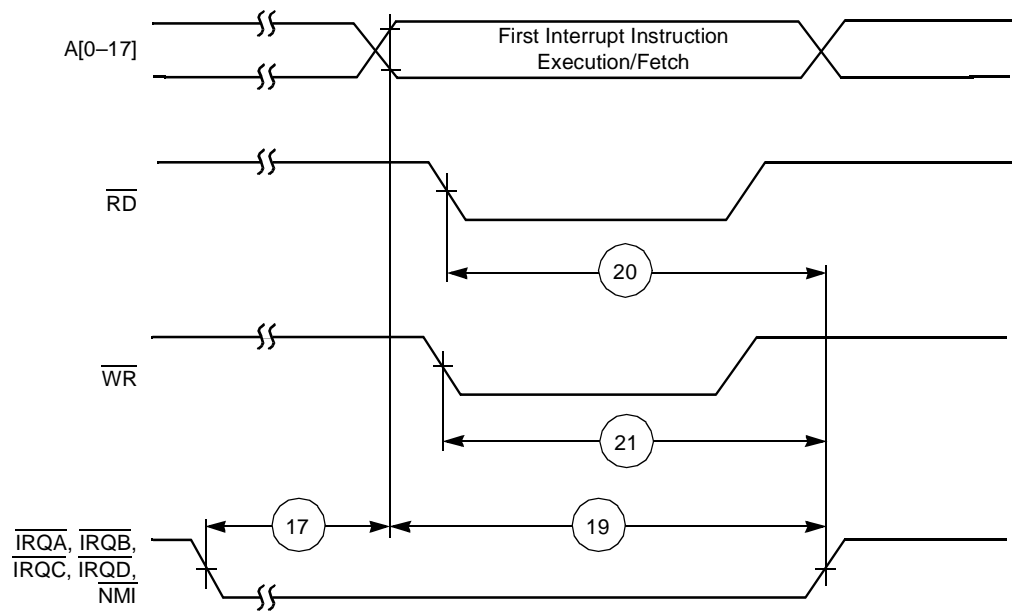 A[0–17]
First Interrupt Instruction
Execution/Fetch
RD
20
WR
21
17
19
IRQA, IRQB,
IRQC, IRQD,
NMI